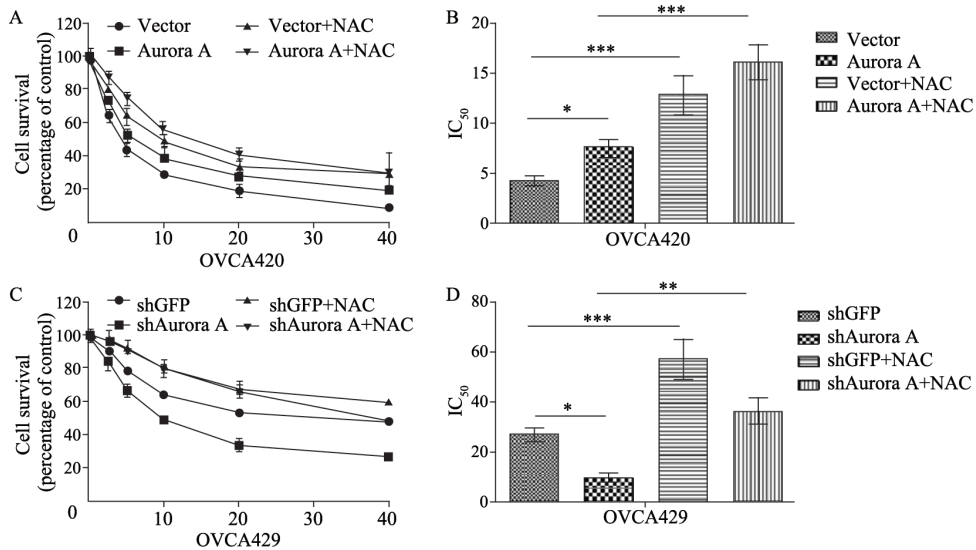 A
Cell survival
(percentage of control)
120
100
80
60
40
20
0
10
20
30
40
OVCA420
Vector
Aurora A
Vector+NAC
Aurora A+NAC
B
IC50
20
15
10
5
0
*
***
***
OVCA420
Vector
Aurora A
Vector+NAC
Aurora A+NAC
C
Cell survival
(percentage of control)
120
100
80
60
40
20
0
10
20
30
40
OVCA429
shGFP
shAurora A
shGFP+NAC
shAurora A+NAC
D
IC50
80
60
40
20
0
*
***
**
OVCA429
shGFP
shAurora A
shGFP+NAC
shAurora A+NAC